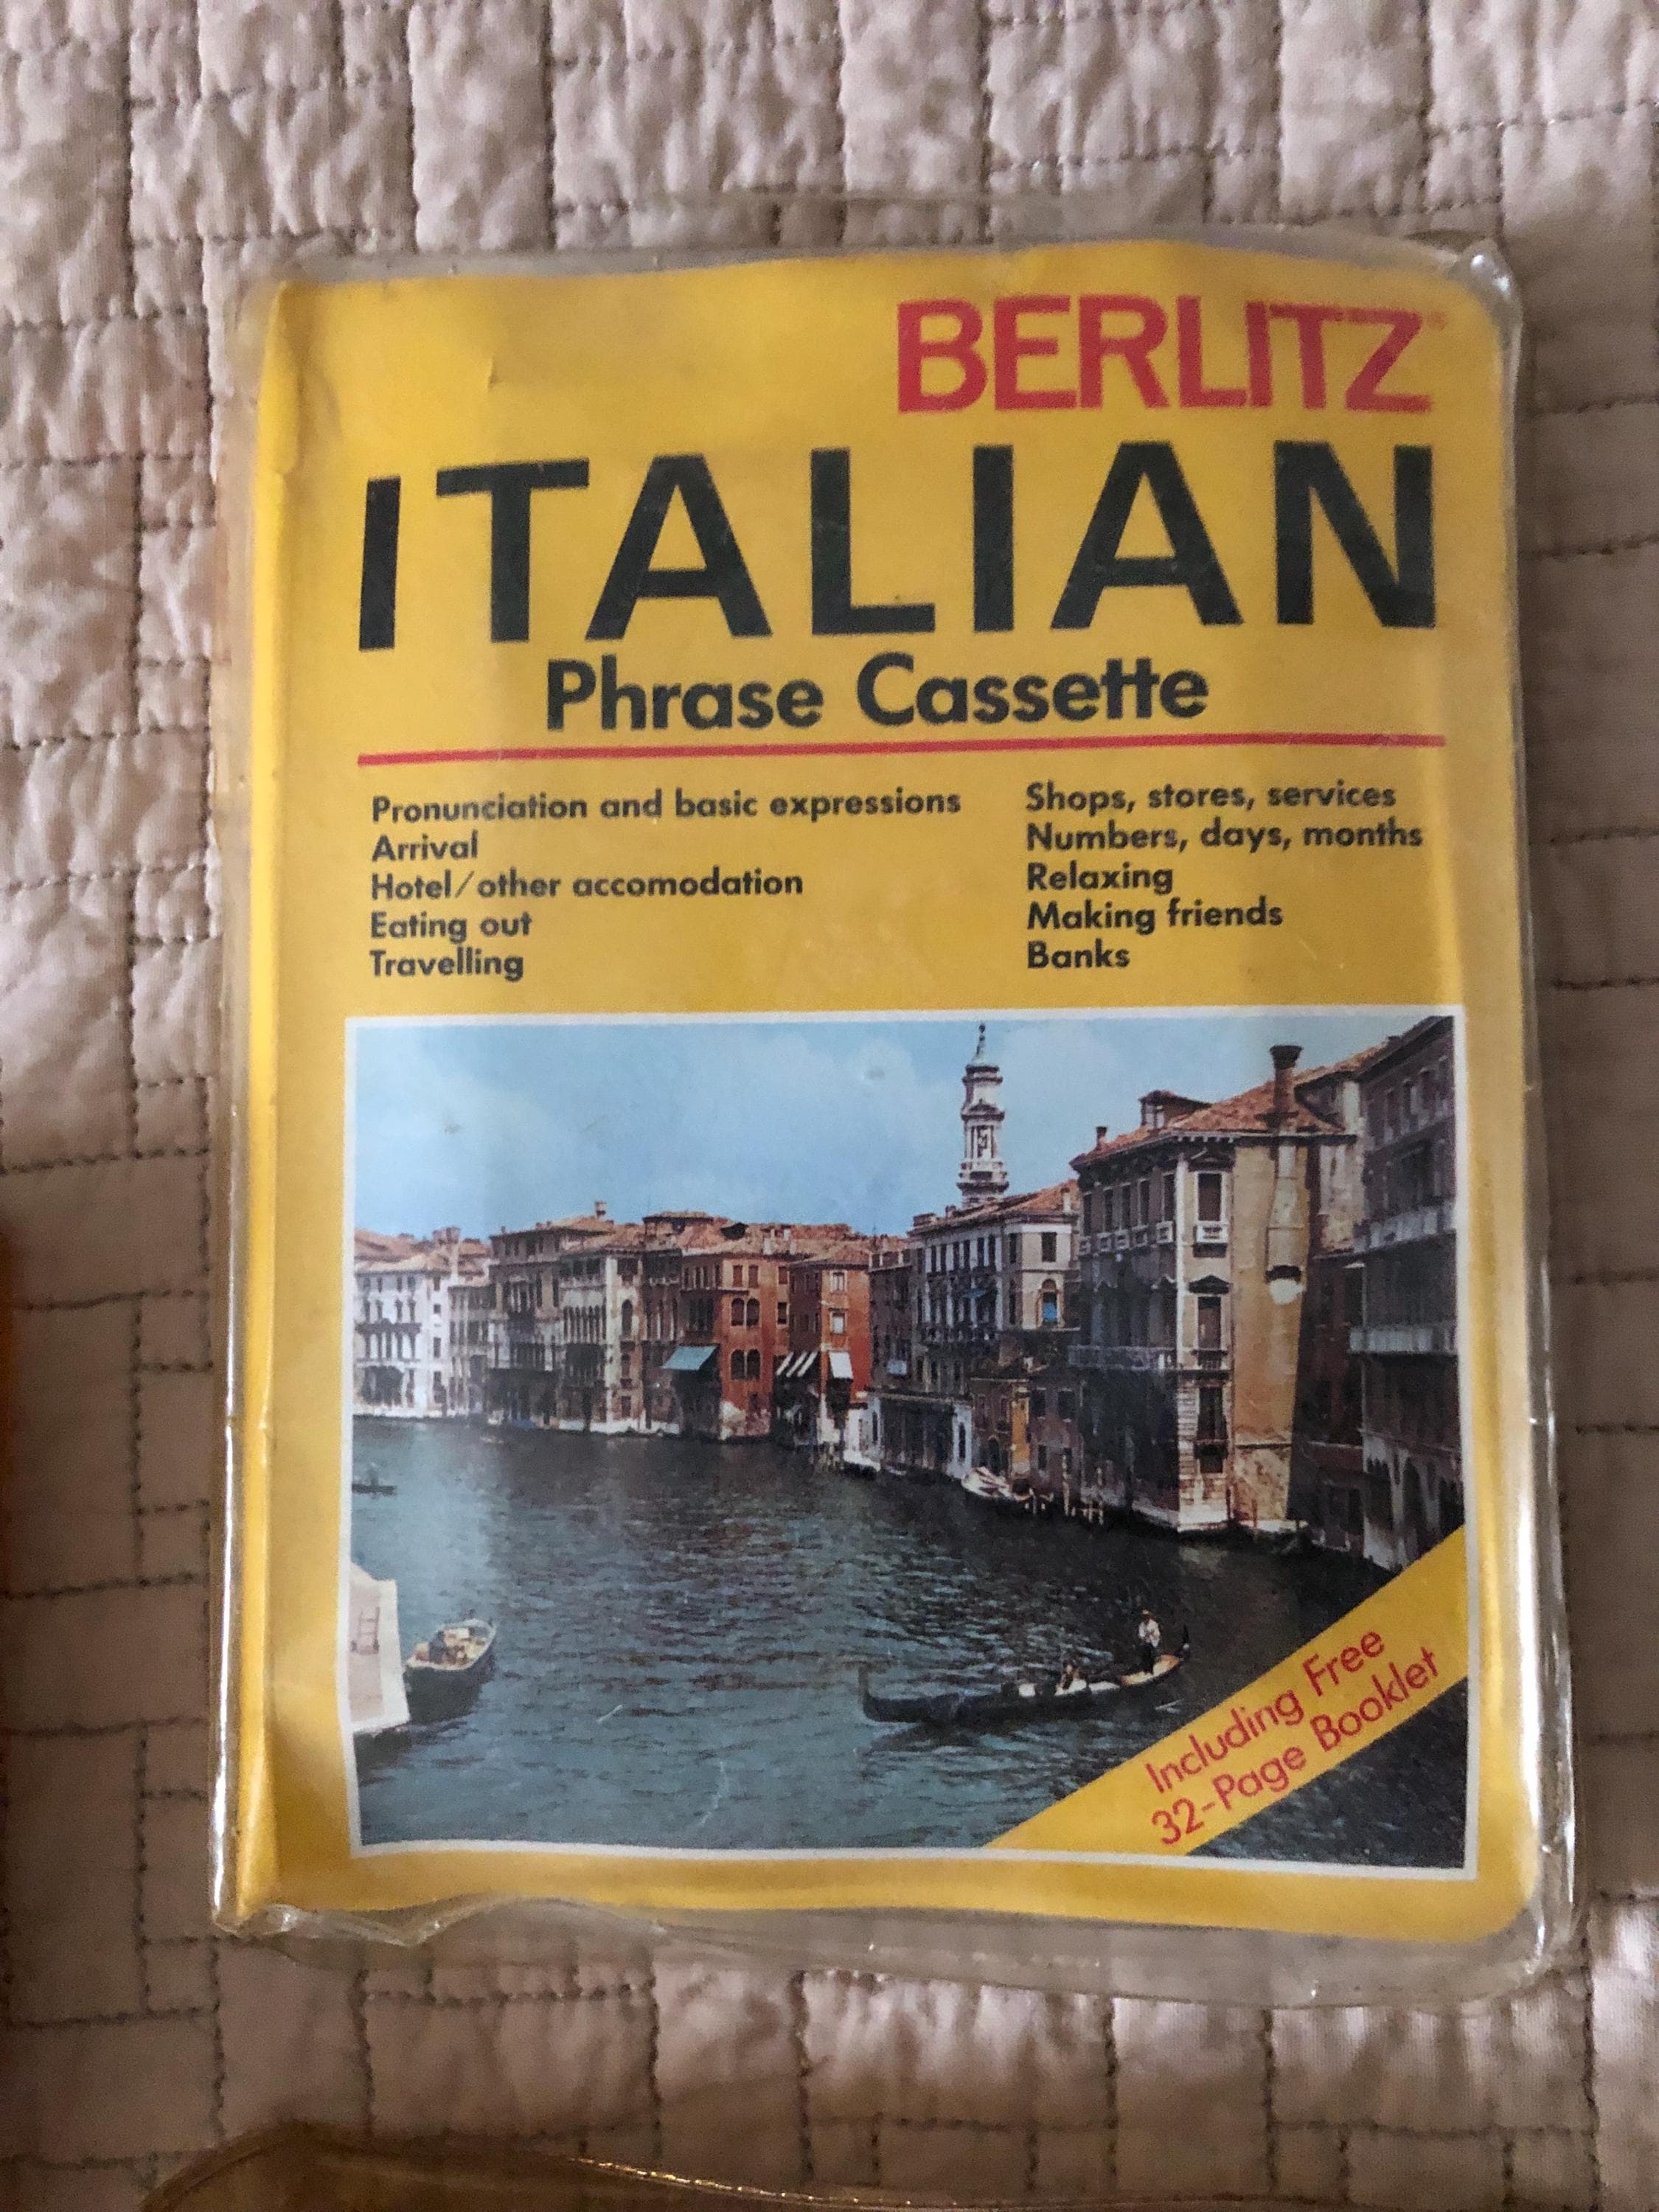 BERLITZ®
ITALIAN
Phrase Cassette
Pronunciation and basic expressions
Arrival
Hotel/other accomodation
Eating out
Travelling
Shops, stores, services
Numbers, days, months
Relaxing
Making friends
Banks
Including Free
32-Page Booklet